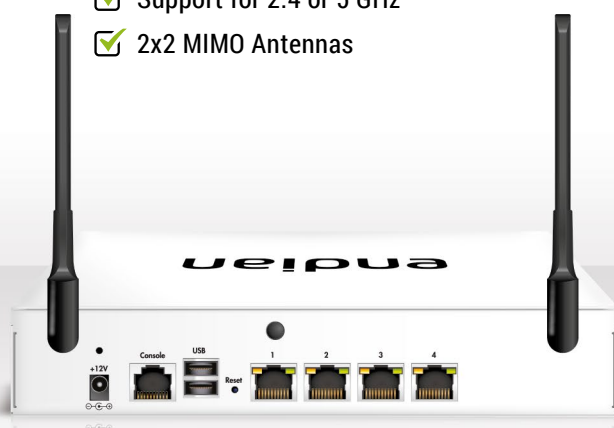 Support for 2.4 or 5 GHz
2x2 MIMO Antennas
endian
+12V
Console
USB
Reset
1
2
3
4